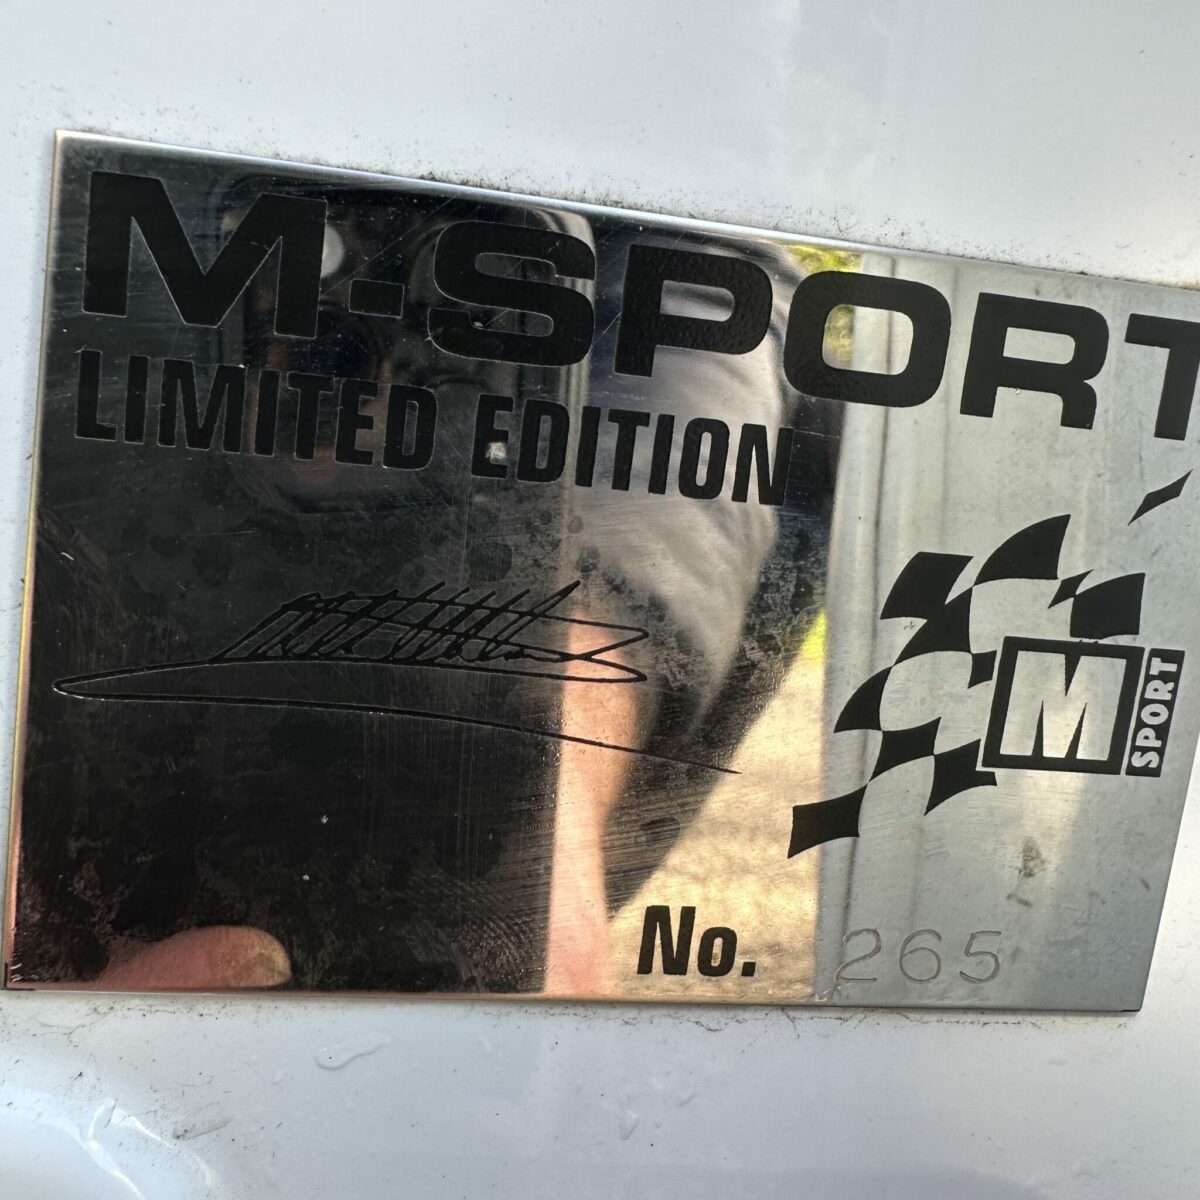 M-SPORT
LIMITED EDITION
M
SPORT
No. 265